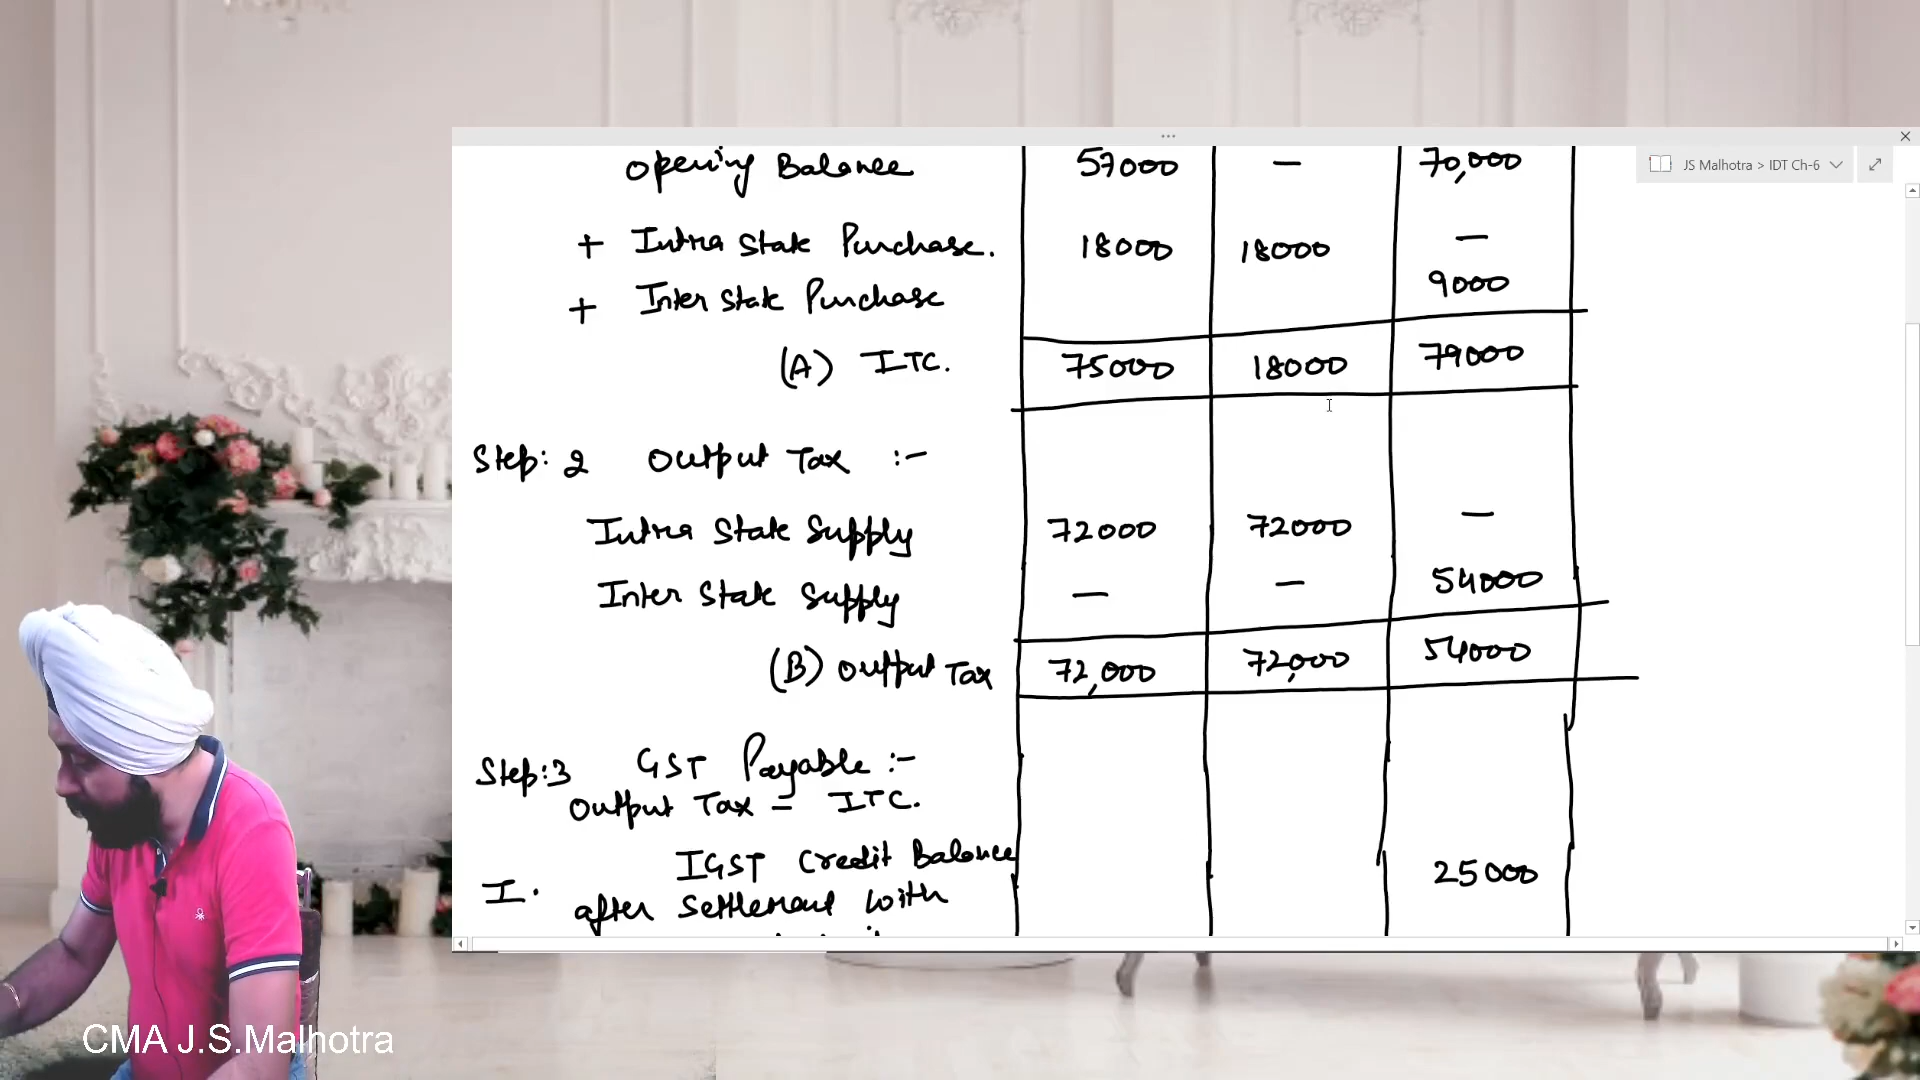 JS Malhotra > IDT Ch-6
Opening Balance 57000 — 70,000
+ Intra State Purchase. 18000 18000 —
+ Inter State Purchase 9000
(A) ITC. 75000 18000 79000
Step: 2 Output Tax :-
Intra State Supply 72000 72000 —
Inter State Supply — — 54000
(B) Output Tax 72,000 72,000 54000
Step:3 GST Payable :-
Output Tax - ITC.
I. IGST Credit Balance 25000
after Settlement with
CMA J.S.Malhotra